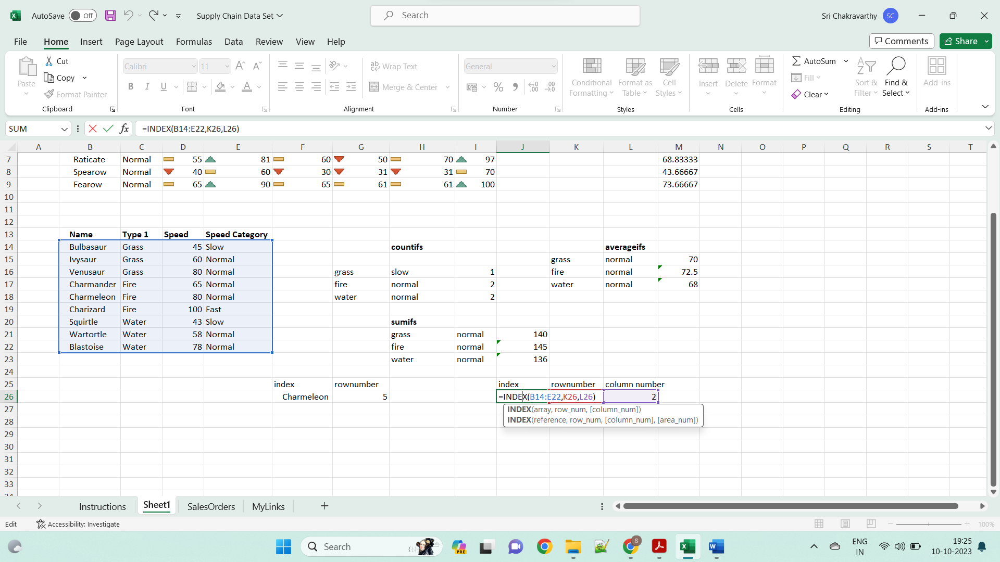 AutoSave Off Supply Chain Data Set Search Sri Chakravarthy SC
File Home Insert Page Layout Formulas Data Review View Help Comments Share
Paste Cut Copy Format Painter Clipboard
Calibri 11 B I U A Font
ab Wrap Text Merge & Center Alignment
General % Number
Conditional Formatting Format as Table Cell Styles Styles
Insert Delete Format Cells
AutoSum Fill Clear Sort & Filter Find & Select Editing
Add-ins Add-ins
SUM fx =INDEX(B14:E22,K26,L26)
A B C D E F G H I J K L M N O P Q R S T
7 Raticate Normal 55 81 60 50 70 97 68.83333
8 Spearow Normal 40 60 30 31 31 70 43.66667
9 Fearow Normal 65 90 65 61 61 100 73.66667
10
11
12
13 Name Type 1 Speed Speed Category
14 Bulbasaur Grass 45 Slow countifs averageifs
15 Ivysaur Grass 60 Normal grass normal 70
16 Venusaur Grass 80 Normal grass slow 1 fire normal 72.5
17 Charmander Fire 65 Normal fire normal 2 water normal 68
18 Charmeleon Fire 80 Normal water normal 2
19 Charizard Fire 100 Fast
20 Squirtle Water 43 Slow sumifs
21 Wartortle Water 58 Normal grass normal 140
22 Blastoise Water 78 Normal fire normal 145
23 water normal 136
24
25 index rownumber index rownumber column number
26 Charmeleon 5 =INDEX(B14:E22,K26,L26) 2
27 INDEX(array, row_num, [column_num])
28 INDEX(reference, row_num, [column_num], [area_num])
29
30
31
32
33
Instructions Sheet1 SalesOrders MyLinks
Edit Accessibility: Investigate 100%
Search PRE S ENG IN 19:25 10-10-2023